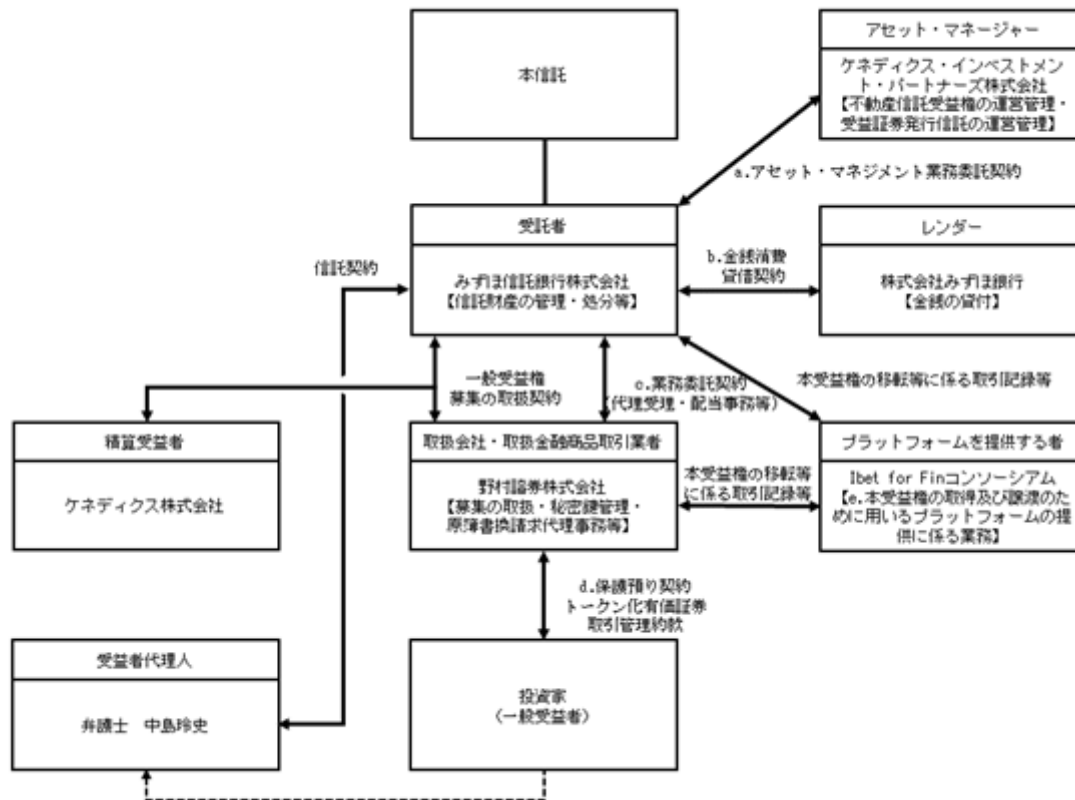 本信託
アセット・マネージャー
ケネディクス・インベストメン
ト・パートナーズ株式会社
【不動産信託受益権の運営管理・
受益証券発行信託の運営管理】
a.アセット・マネジメント業務委託契約
受託者
みずほ信託銀行株式会社
【信託財産の管理・処分等】
信託契約
b.金銭消費
貸借契約
レンダー
株式会社みずほ銀行
【金銭の貸付】
一般受益権
募集の取扱契約
c.業務委託契約
（代理受理・配当事務等）
本受益権の移転等に係る取引記録等
精算受益者
ケネディクス株式会社
取扱会社・取扱金融商品取引業者
野村證券株式会社
【募集の取扱・秘密鍵管理・
原簿書換請求代理事務等】
本受益権の移転等
に係る取引記録等
プラットフォームを提供する者
Ibet for Finコンソーシアム
【e.本受益権の取得及び譲渡のた
めに用いるプラットフォームの提
供に係る業務】
d.保護預り契約
トークン化有価証券
取引管理約款
受益者代理人
弁護士　中島玲史
投資家
（一般受益者）